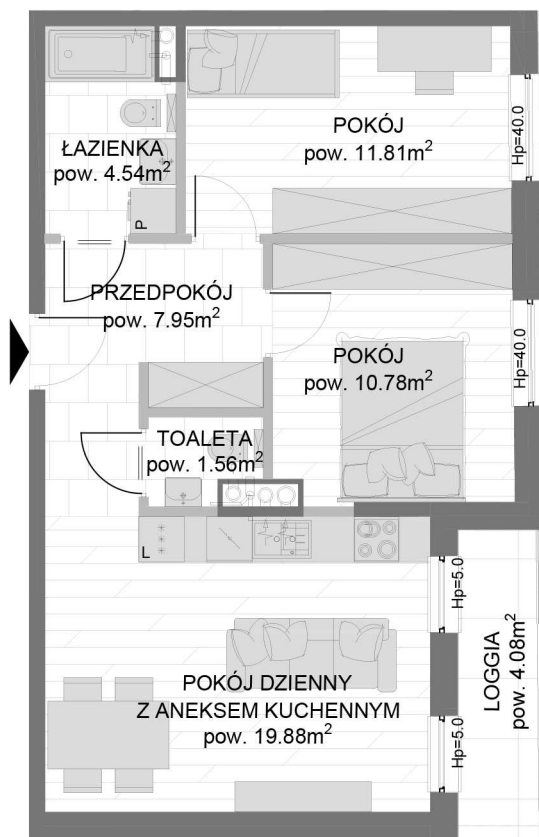 ŁAZIENKA
pow. 4.54m²
P
POKÓJ
pow. 11.81m²
Hp=40.0
PRZEDPOKÓJ
pow. 7.95m²
POKÓJ
pow. 10.78m²
Hp=40.0
TOALETA
pow. 1.56m²
L
Hp=5.0
LOGGIA
pow. 4.08m²
POKÓJ DZIENNY
Z ANEKSEM KUCHENNYM
pow. 19.88m²
Hp=5.0